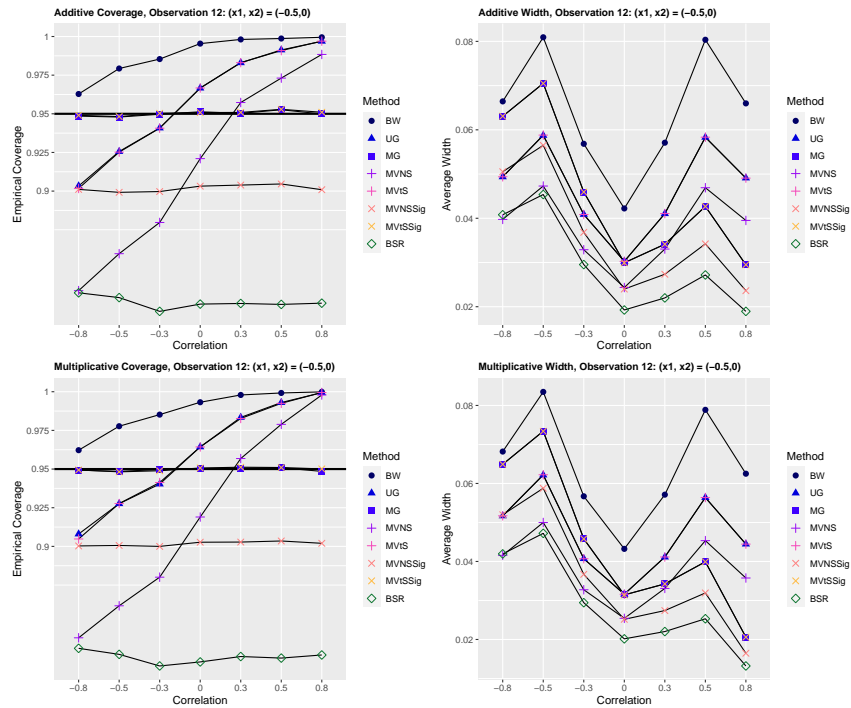 Additive Coverage, Observation 12: (x1, x2) = (−0.5,0)
1
0.975
0.95
0.925
0.9
Empirical Coverage
−0.8
−0.5
−0.3
0
0.3
0.5
0.8
Correlation
Method
BW
UG
MG
MVNS
MVtS
MVNSSig
MVtSSig
BSR
Additive Width, Observation 12: (x1, x2) = (−0.5,0)
0.08
0.06
0.04
0.02
Average Width
−0.8
−0.5
−0.3
0
0.3
0.5
0.8
Correlation
Method
BW
UG
MG
MVNS
MVtS
MVNSSig
MVtSSig
BSR
Multiplicative Coverage, Observation 12: (x1, x2) = (−0.5,0)
1
0.975
0.95
0.925
0.9
Empirical Coverage
−0.8
−0.5
−0.3
0
0.3
0.5
0.8
Correlation
Method
BW
UG
MG
MVNS
MVtS
MVNSSig
MVtSSig
BSR
Multiplicative Width, Observation 12: (x1, x2) = (−0.5,0)
0.08
0.06
0.04
0.02
Average Width
−0.8
−0.5
−0.3
0
0.3
0.5
0.8
Correlation
Method
BW
UG
MG
MVNS
MVtS
MVNSSig
MVtSSig
BSR